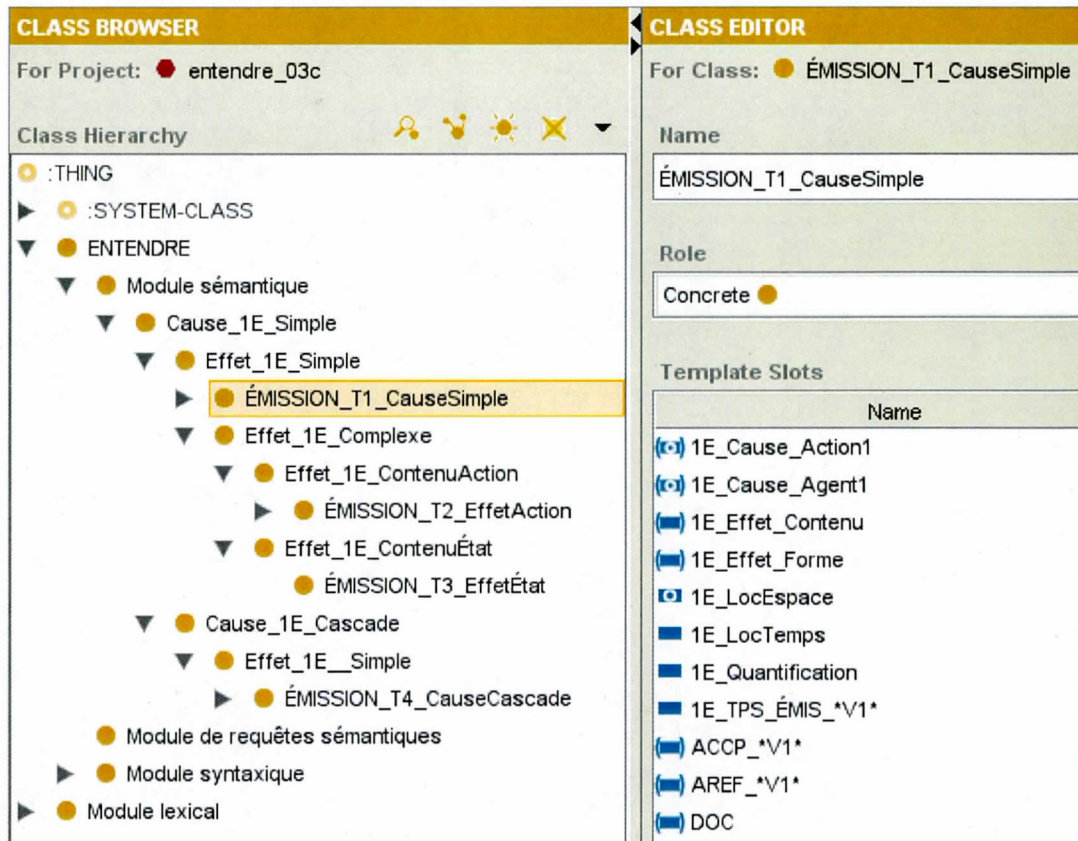 CLASS BROWSER
For Project: entendre_03c
Class Hierarchy
:THING
:SYSTEM-CLASS
ENTENDRE
Module sémantique
Cause_1E_Simple
Effet_1E_Simple
ÉMISSION_T1_CauseSimple
Effet_1E_Complexe
Effet_1E_ContenuAction
ÉMISSION_T2_EffetAction
Effet_1E_ContenuÉtat
ÉMISSION_T3_EffetÉtat
Cause_1E_Cascade
Effet_1E__Simple
ÉMISSION_T4_CauseCascade
Module de requêtes sémantiques
Module syntaxique
Module lexical
CLASS EDITOR
For Class: ÉMISSION_T1_CauseSimple
Name
ÉMISSION_T1_CauseSimple
Role
Concrete
Template Slots
Name
1E_Cause_Action1
1E_Cause_Agent1
1E_Effet_Contenu
1E_Effet_Forme
1E_LocEspace
1E_LocTemps
1E_Quantification
1E_TPS_ÉMIS_*V1*
ACCP_*V1*
AREF_*V1*
DOC